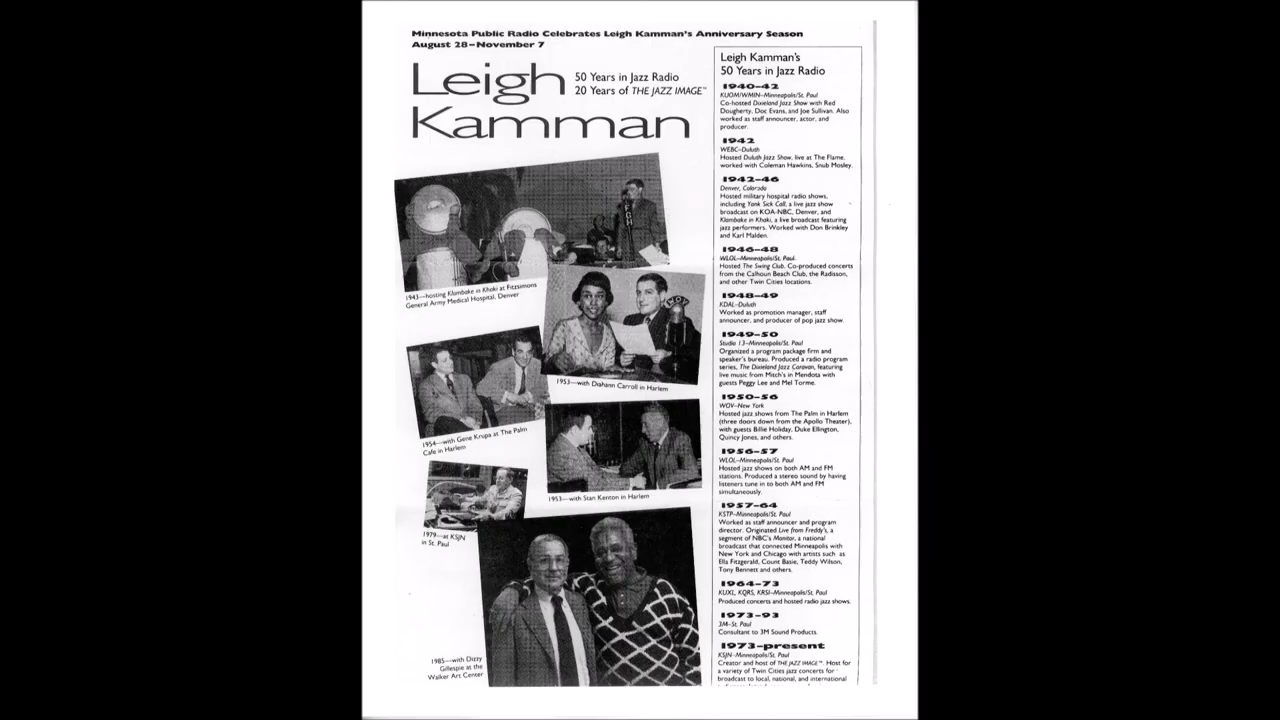 Minnesota Public Radio Celebrates Leigh Kamman's Anniversary Season
August 28–November 7
Leigh
Kamman
50 Years in Jazz Radio
20 Years of THE JAZZ IMAGE™
WOV
1943—hosting Klambake in Khaki at Fitzsimons
General Army Medical Hospital, Denver
1953—with Diahann Carroll in Harlem
1954—with Gene Krupa at The Palm
Cafe in Harlem
1953—with Stan Kenton in Harlem
1979—at KSJN
in St. Paul
1985—with Dizzy
Gillespie at the
Walker Art Center
Leigh Kamman's
50 Years in Jazz Radio
1940–42
KUOM/WMIN–Minneapolis/St. Paul
Co-hosted Dixieland Jazz Show with Red
Dougherty, Doc Evans, and Joe Sullivan. Also
worked as staff announcer, actor, and
producer.
1942
WEBC–Duluth
Hosted Duluth Jazz Show, live at The Flame,
worked with Coleman Hawkins, Snub Mosley.
1942–46
Denver, Colorado
Hosted military hospital radio shows,
including Yank Sick Call, a live jazz show
broadcast on KOA-NBC, Denver, and
Klambake in Khaki, a live broadcast featuring
jazz performers. Worked with Don Brinkley
and Karl Malden.
1946–48
WLOL–Minneapolis/St. Paul
Hosted The Swing Club. Co-produced concerts
from the Calhoun Beach Club, the Radisson,
and other Twin Cities locations.
1948–49
KDAL–Duluth
Worked as promotion manager, staff
announcer, and producer of pop jazz show.
1949–50
Studio 13–Minneapolis/St. Paul
Organized a program package firm and
speaker's bureau. Produced a radio program
series, The Dixieland Jazz Caravan, featuring
live music from Mitch's in Mendota with
guests Peggy Lee and Mel Torme.
1950–56
WOV–New York
Hosted jazz shows from The Palm in Harlem
(three doors down from the Apollo Theater),
with guests Billie Holiday, Duke Ellington,
Quincy Jones, and others.
1956–57
WLOL–Minneapolis/St. Paul
Hosted jazz shows on both AM and FM
stations. Produced a stereo sound by having
listeners tune in to both AM and FM
simultaneously.
1957–64
KSTP–Minneapolis/St. Paul
Worked as staff announcer and program
director. Originated Live from Freddy's, a
segment of NBC's Monitor, a national
broadcast that connected Minneapolis with
New York and Chicago with artists such as
Ella Fitzgerald, Count Basie, Teddy Wilson,
Tony Bennett and others.
1964–73
KUXL, KQRS, KRSI–Minneapolis/St. Paul
Produced concerts and hosted radio jazz shows.
1973–93
3M–St. Paul
Consultant to 3M Sound Products.
1973–present
KSJN–Minneapolis/St. Paul
Creator and host of THE JAZZ IMAGE™. Host for
a variety of Twin Cities jazz concerts for
broadcast to local, national, and international